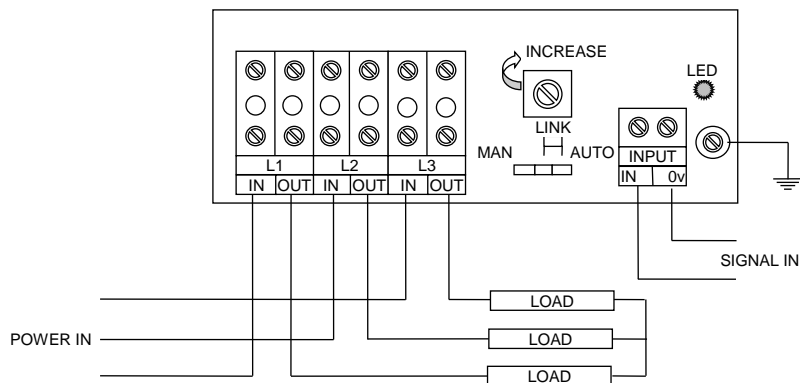 INCREASE
LED
LINK
MAN
AUTO
INPUT
IN 0v
L1 L2 L3
IN OUT IN OUT IN OUT
SIGNAL IN
POWER IN
LOAD
LOAD
LOAD